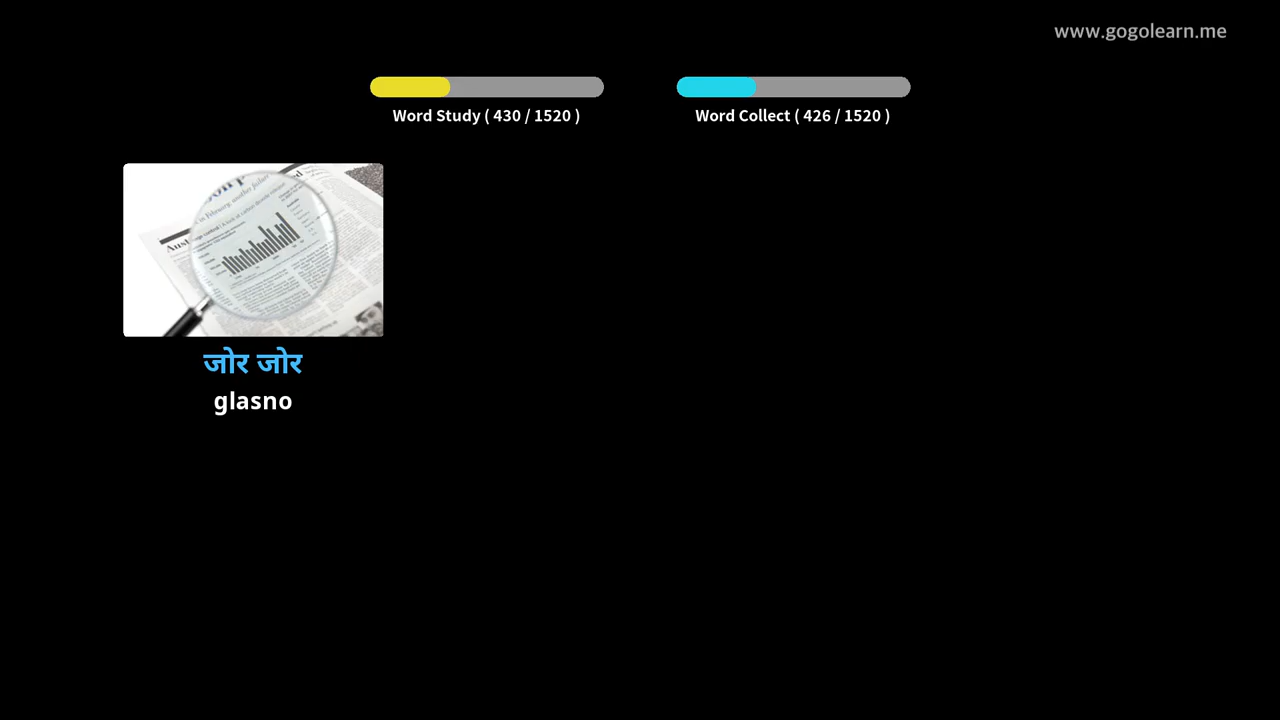 www.gogolearn.me
Word Study ( 430 / 1520 )
Word Collect ( 426 / 1520 )
जोर जोर
glasno